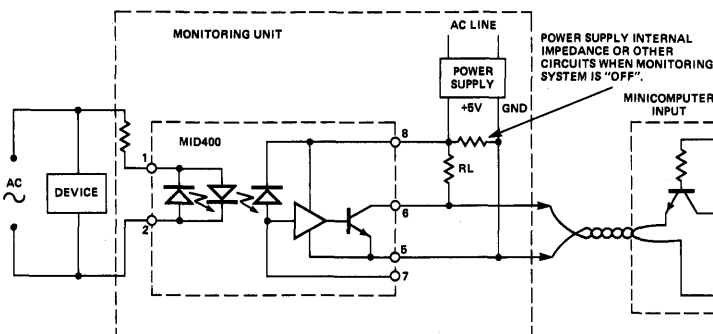 AC LINE
MONITORING UNIT
POWER SUPPLY INTERNAL
IMPEDANCE OR OTHER
CIRCUITS WHEN MONITORING
SYSTEM IS "OFF".
POWER
SUPPLY
+5V
GND
MINICOMPUTER
INPUT
MID400
8
1
RL
AC
DEVICE
6
2
5
7